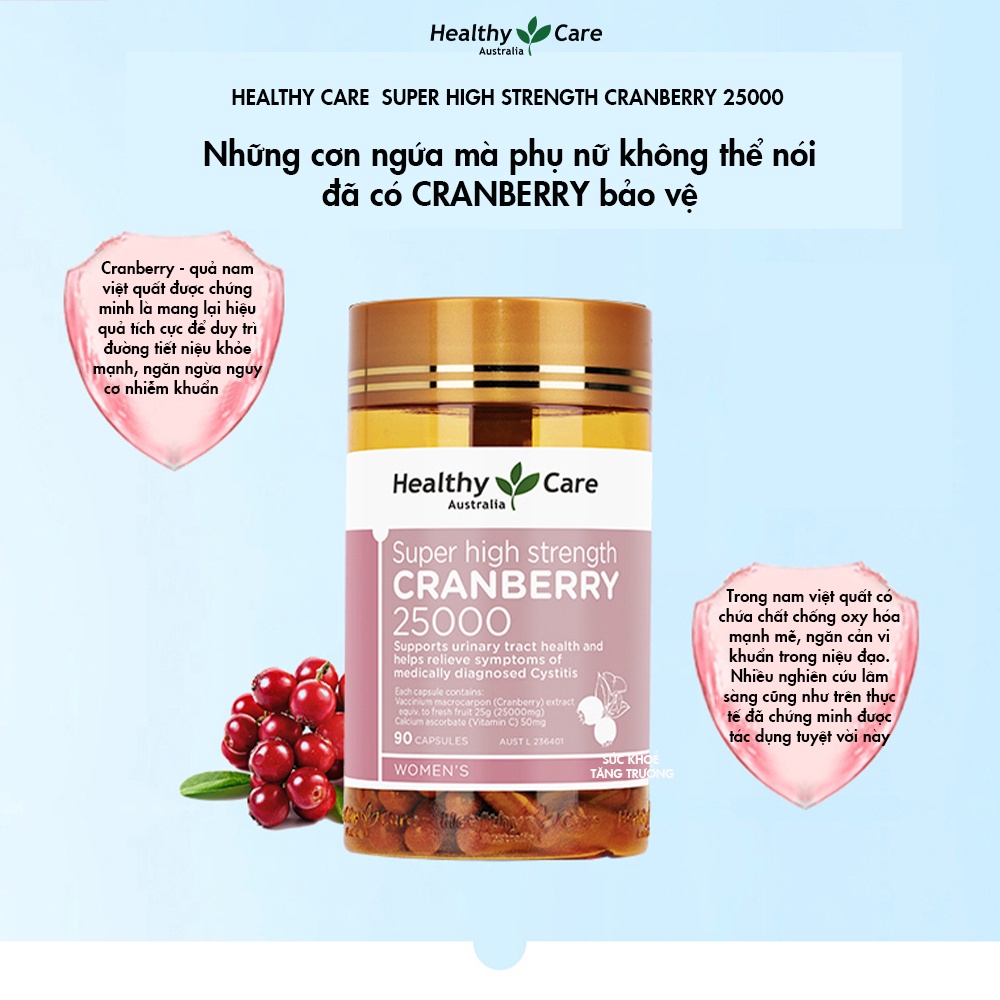 Healthy Care
Australia
HEALTHY CARE SUPER HIGH STRENGTH CRANBERRY 25000
Những cơn ngứa mà phụ nữ không thể nói
đã có CRANBERRY bảo vệ
Cranberry - quả nam
việt quất được chứng
minh là mang lại hiệu
quả tích cực để duy trì
đường tiết niệu khỏe
mạnh, ngăn ngừa nguy
cơ nhiễm khuẩn
Healthy Care
Australia
Super high strength
CRANBERRY
25000
Supports urinary tract health and
helps relieve symptoms of
medically diagnosed Cystitis
Each capsule contains:
Vaccinium macrocarpon (Cranberry) extract
equiv. to fresh fruit 25g (25000mg)
Calcium ascorbate (Vitamin C) 50mg
90 CAPSULES AUST L 236401
SỨC KHỎE
TĂNG TRƯỞNG
WOMEN'S
Trong nam việt quất có
chứa chất chống oxy hóa
mạnh mẽ, ngăn cản vi
khuẩn trong niệu đạo.
Nhiều nghiên cứu lâm
sàng cũng như trên thực
tế đã chứng minh được
tác dụng tuyệt vời này